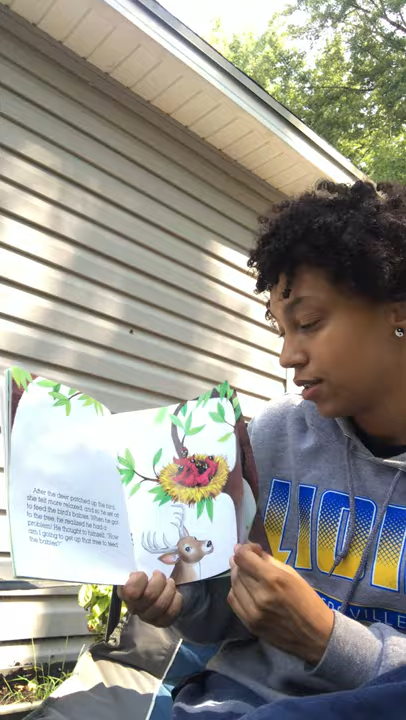 After the deer patched up the bird,
she felt more relaxed, and so he set off
to feed the bird's babies. When he got
to the tree, he realized he had a
problem! He thought to himself, "How
am I going to get up that tree to feed
the babies?"
LION